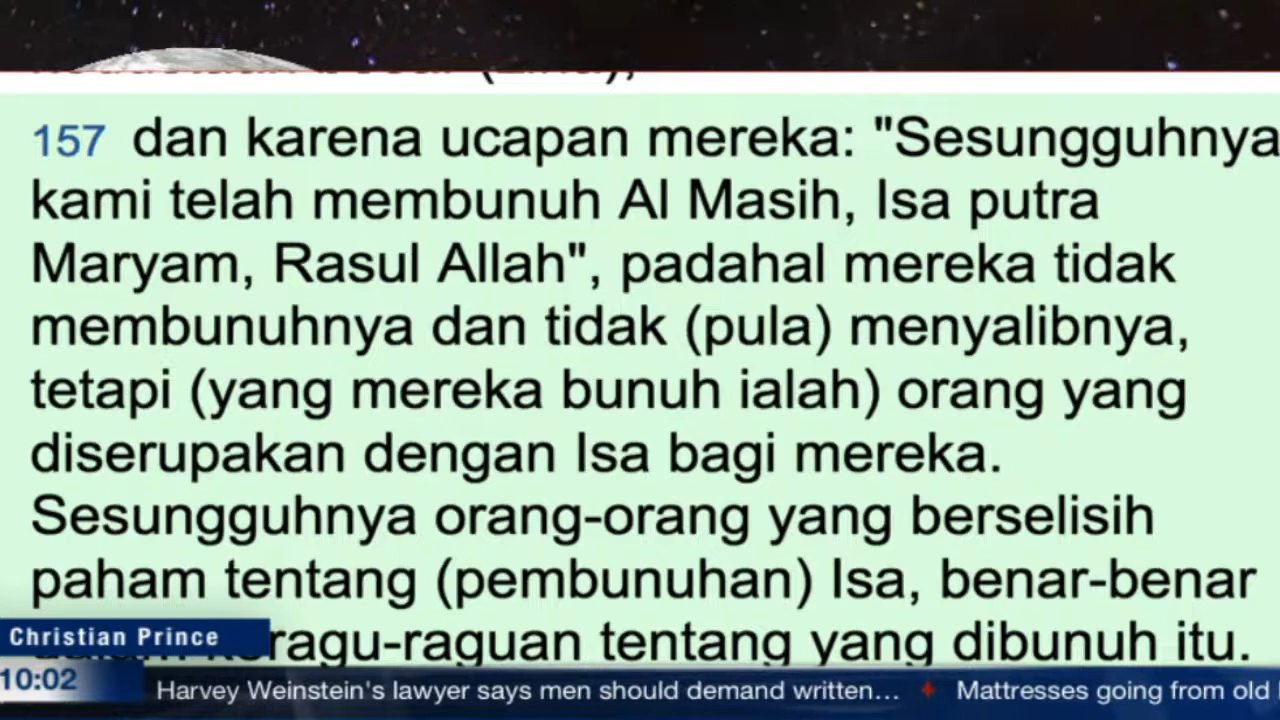 157 dan karena ucapan mereka: "Sesungguhnya
kami telah membunuh Al Masih, Isa putra
Maryam, Rasul Allah", padahal mereka tidak
membunuhnya dan tidak (pula) menyalibnya,
tetapi (yang mereka bunuh ialah) orang yang
diserupakan dengan Isa bagi mereka.
Sesungguhnya orang-orang yang berselisih
paham tentang (pembunuhan) Isa, benar-benar
tentang yang dibunuh itu.
Christian Prince
10:02
Harvey Weinstein's lawyer says men should demand written... Mattresses going from old